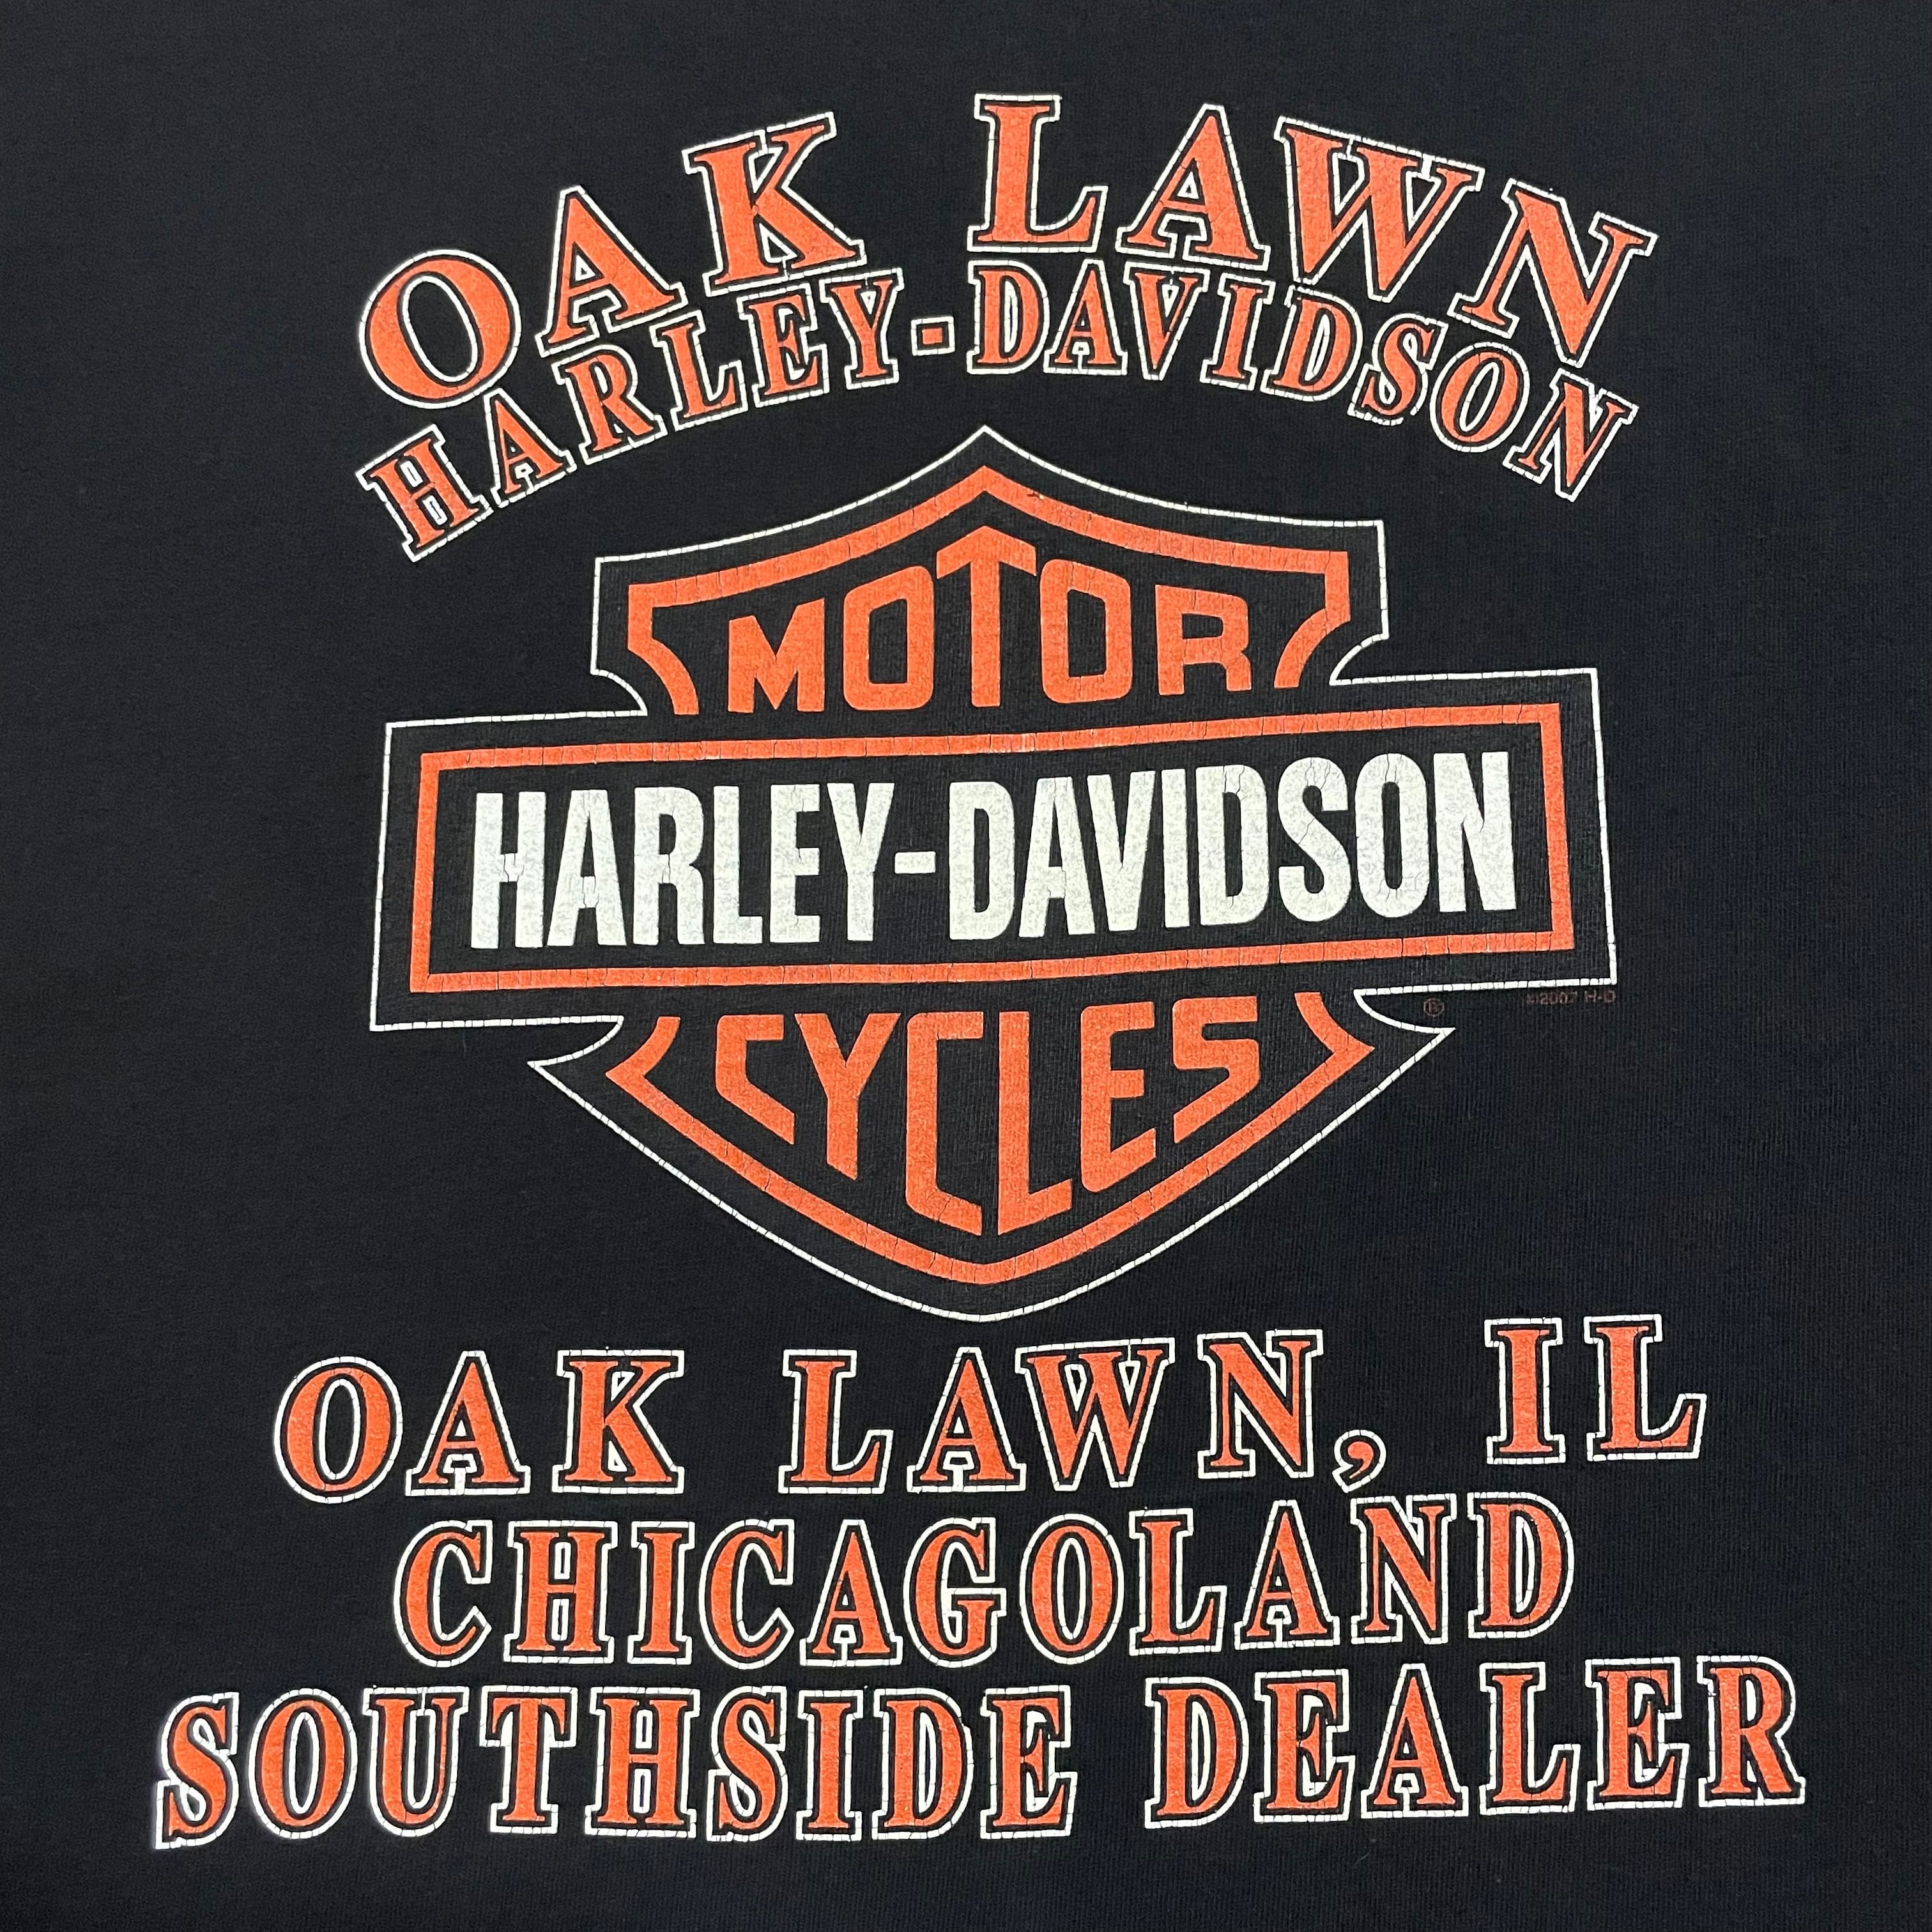 OAK LAWN
HARLEY-DAVIDSON
MOTOR
HARLEY-DAVIDSON
CYCLES
® ©2007 H-D
OAK LAWN, IL
CHICAGOLAND
SOUTHSIDE DEALER